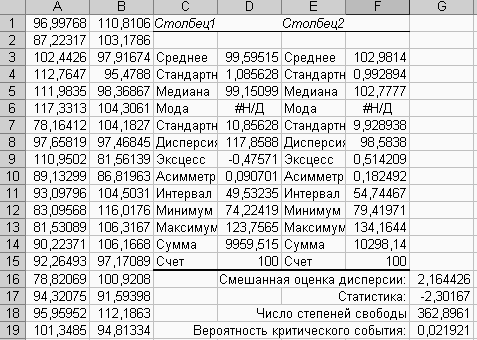 A B C D E F G
1 96,99768 110,8106 Столбец1 Столбец2
2 87,22317 103,1786
3 102,4426 97,91674 Среднее 99,59515 Среднее 102,9814
4 112,7647 95,4788 Стандартн 1,085628 Стандартн 0,992894
5 111,9835 98,36867 Медиана 99,15099 Медиана 102,7777
6 117,3313 104,3061 Мода #Н/Д Мода #Н/Д
7 78,16412 104,1827 Стандартн 10,85628 Стандартн 9,928938
8 97,65819 97,46845 Дисперсия 117,8588 Дисперсия 98,5838
9 110,9502 81,56139 Эксцесс -0,47571 Эксцесс 0,514209
10 89,13299 86,81963 Асимметр 0,090701 Асимметр 0,182492
11 93,09796 104,5031 Интервал 49,53235 Интервал 54,74467
12 83,09568 116,0176 Минимум 74,22419 Минимум 79,41971
13 81,53089 106,3167 Максимум 123,7565 Максимум 134,1644
14 90,22371 106,1668 Сумма 9959,515 Сумма 10298,14
15 92,26493 97,17089 Счет 100 Счет 100
16 78,82069 100,9208 Смешанная оценка дисперсии: 2,164426
17 94,32075 91,59398 Статистика: -2,30167
18 95,95952 112,1863 Число степеней свободы 362,8961
19 101,3485 94,81334 Вероятность критического события: 0,021921